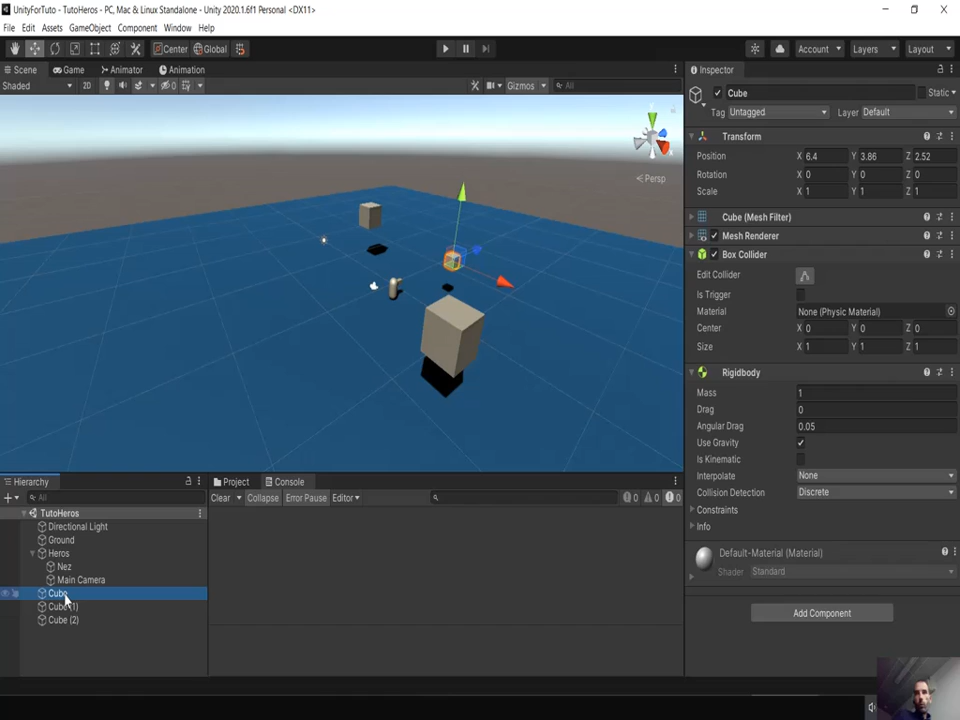 UnityForTuto - TutoHeros - PC, Mac & Linux Standalone - Unity 2020.1.6f1 Personal <DX11>
File Edit Assets GameObject Component Window Help
Center Global Account Layers Layout
Scene Game Animator Animation
Shaded 2D Gizmos All
Persp
Inspector
Cube Static
Tag Untagged Layer Default
Transform
Position X 6.4 Y 3.86 Z 2.52
Rotation X 0 Y 0 Z 0
Scale X 1 Y 1 Z 1
Cube (Mesh Filter)
Mesh Renderer
Box Collider
Edit Collider
Is Trigger
Material None (Physic Material)
Center X 0 Y 0 Z 0
Size X 1 Y 1 Z 1
Rigidbody
Mass 1
Drag 0
Angular Drag 0.05
Use Gravity
Is Kinematic
Interpolate None
Collision Detection Discrete
Constraints
Info
Default-Material (Material)
Shader Standard
Add Component
Hierarchy
All
TutoHeros
Directional Light
Ground
Heros
Nez
Main Camera
Cube
Cube (1)
Cube (2)
Project Console
Clear Collapse Error Pause Editor 0 0 0